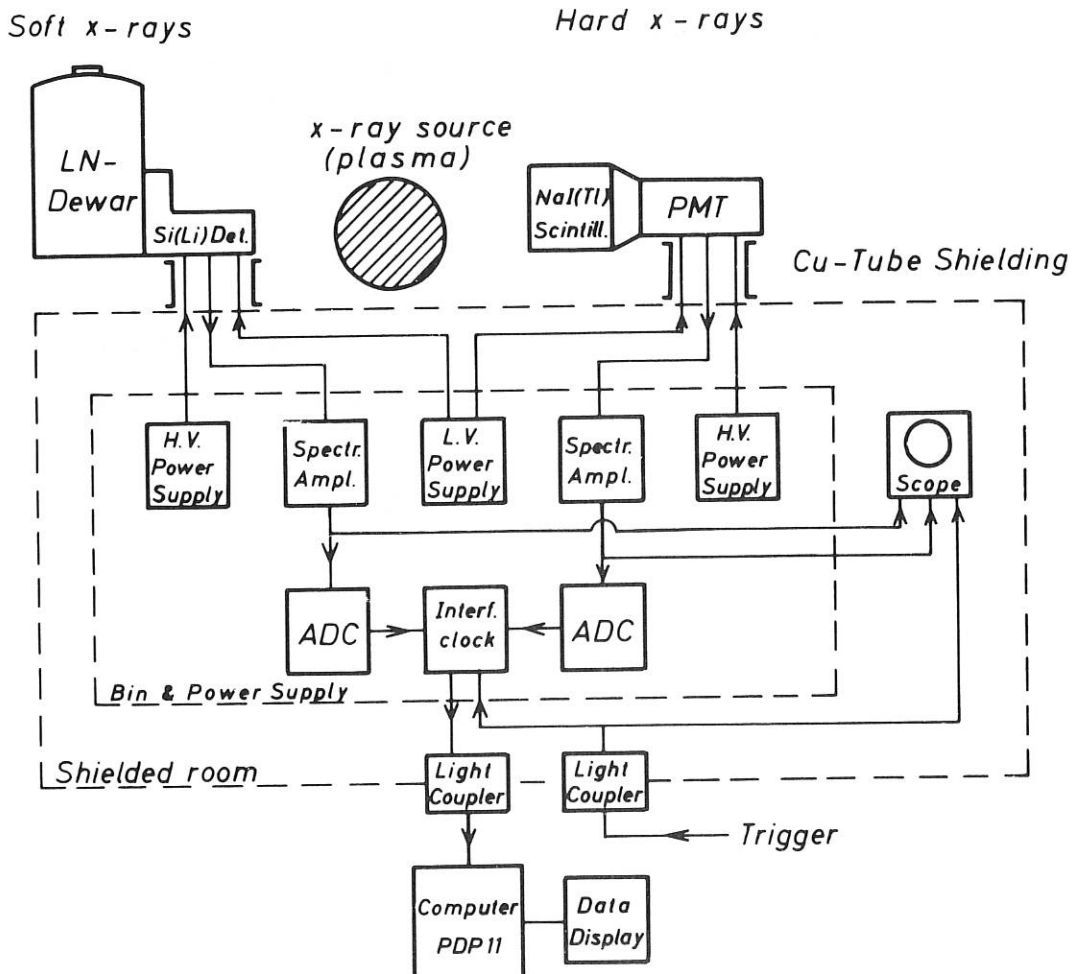 Soft x-rays
Hard x-rays
x-ray source
(plasma)
LN-
Dewar
Si(Li) Det.
NaI(Tl)
Scintill.
PMT
Cu-Tube Shielding
H.V.
Power
Supply
Spectr.
Ampl.
L.V.
Power
Supply
Spectr.
Ampl.
H.V.
Power
Supply
Scope
ADC
Interf.
clock
ADC
Bin & Power Supply
Shielded room
Light
Coupler
Light
Coupler
Trigger
Computer
PDP11
Data
Display